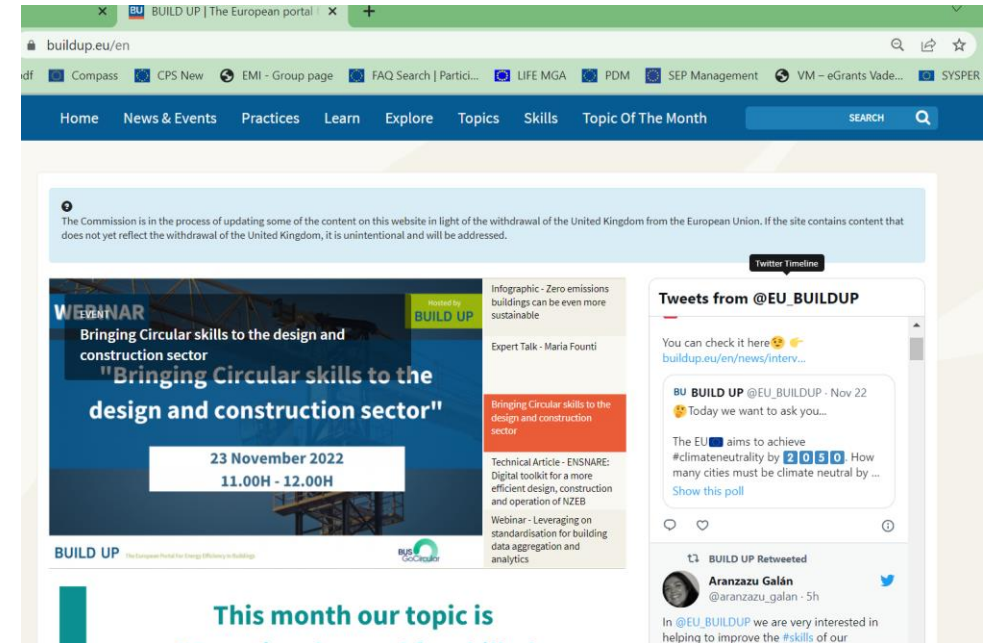 BU BUILD UP | The European portal
buildup.eu/en
df Compass CPS New EMI - Group page FAQ Search | Partici... LIFE MGA PDM SEP Management VM – eGrants Vade... SYSPER
Home News & Events Practices Learn Explore Topics Skills Topic Of The Month SEARCH
The Commission is in the process of updating some of the content on this website in light of the withdrawal of the United Kingdom from the European Union. If the site contains content that
does not yet reflect the withdrawal of the United Kingdom, it is unintentional and will be addressed.
WEBINAR
EVENT
Hosted by
BUILD UP
Bringing Circular skills to the design and
construction sector
"Bringing Circular skills to the
design and construction sector"
23 November 2022
11.00H - 12.00H
BUILD UP The European Portal For Energy Efficiency in Buildings
BUS
GoCircular
Infographic - Zero emissions
buildings can be even more
sustainable
Expert Talk - Maria Founti
Bringing Circular skills to the
design and construction
sector
Technical Article - ENSNARE:
Digital toolkit for a more
efficient design, construction
and operation of NZEB
Webinar - Leveraging on
standardisation for building
data aggregation and
analytics
Twitter Timeline
Tweets from @EU_BUILDUP
You can check it here
buildup.eu/en/news/interv...
BU BUILD UP @EU_BUILDUP · Nov 22
Today we want to ask you...
The EU aims to achieve
#climateneutrality by 2050. How
many cities must be climate neutral by ...
Show this poll
BUILD UP Retweeted
Aranzazu Galán
@aranzazu_galan · 5h
In @EU_BUILDUP we are very interested in
helping to improve the #skills of our
This month our topic is